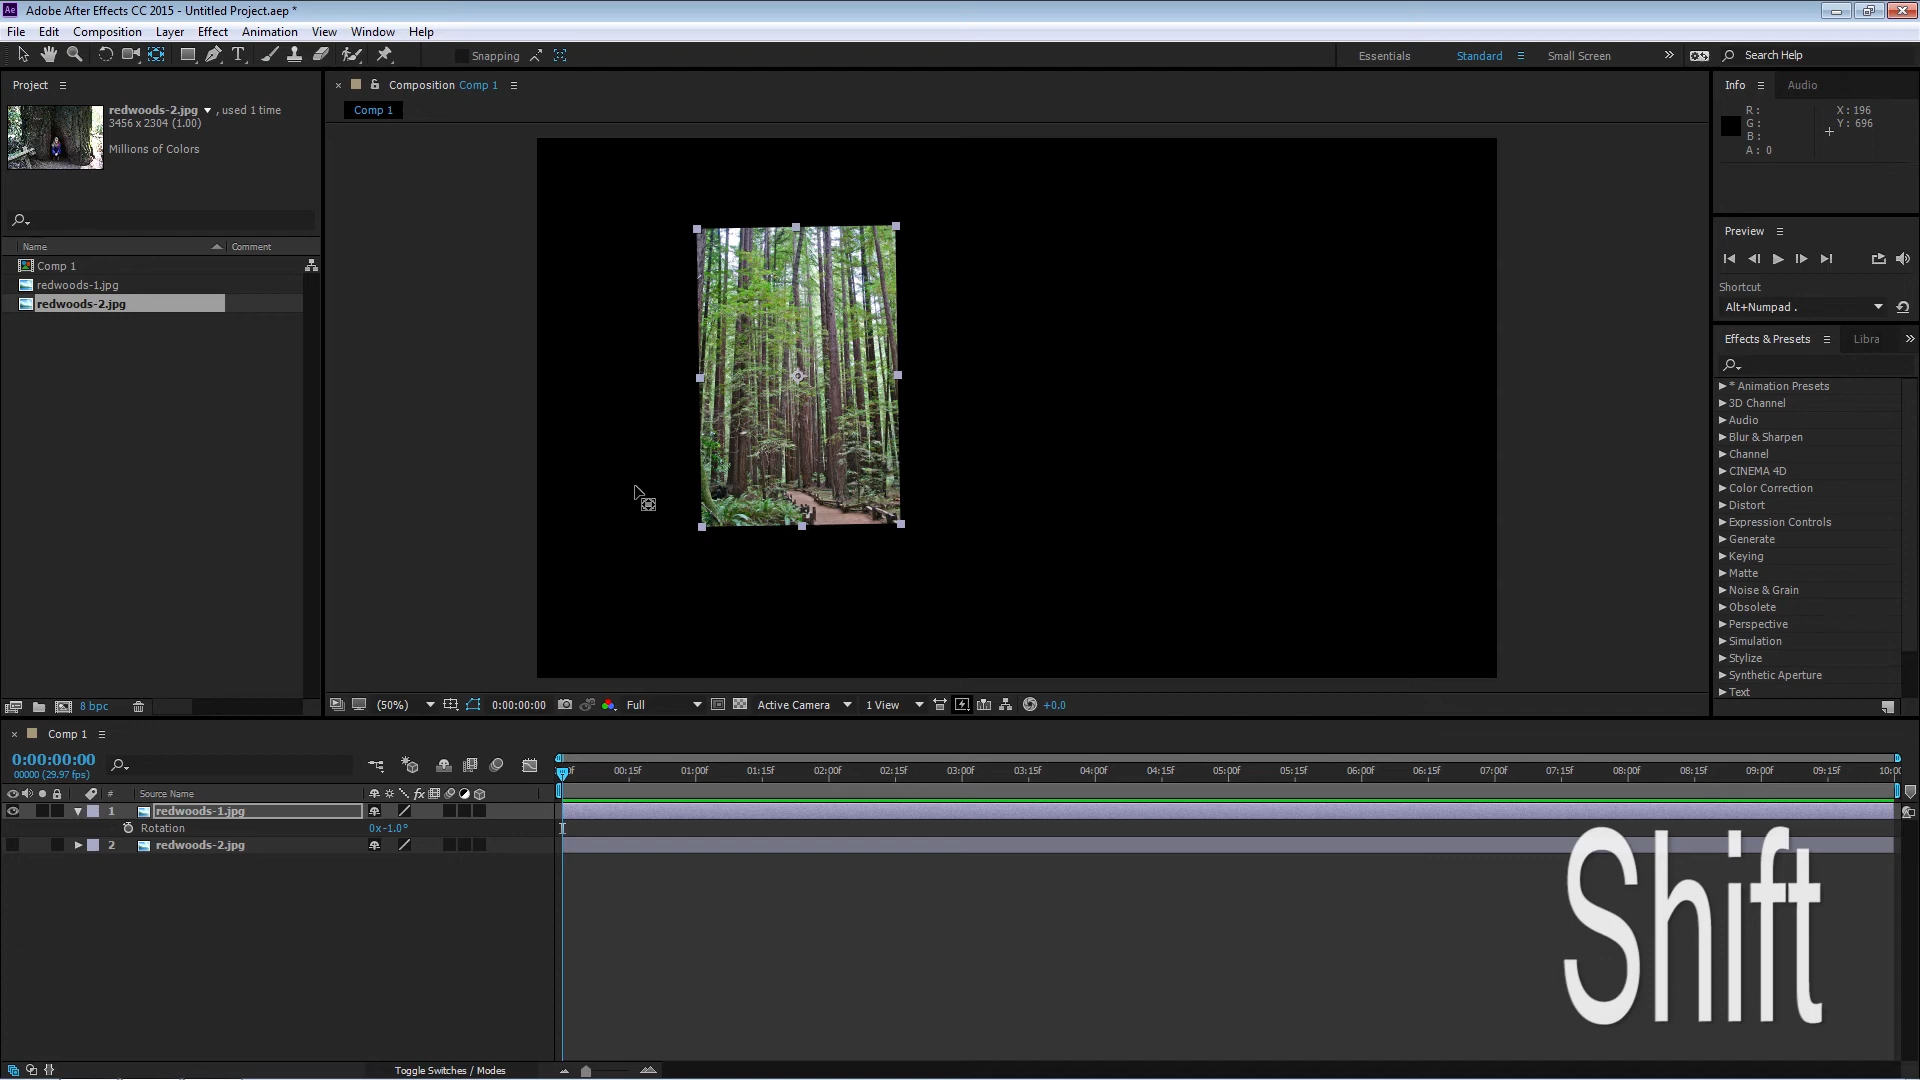 Ae Adobe After Effects CC 2015 - Untitled Project.aep *
File Edit Composition Layer Effect Animation View Window Help
T Snapping Essentials Standard Small Screen Search Help
Project
redwoods-2.jpg , used 1 time
3456 x 2304 (1.00)
Millions of Colors
Name Comment
Comp 1
redwoods-1.jpg
redwoods-2.jpg
8 bpc
Composition Comp 1
Comp 1
(50%) 0:00:00:00 Full Active Camera 1 View +0.0
Info Audio
R :
G :
B :
A : 0
X : 196
Y : 696
Preview
Shortcut
Alt+Numpad .
Effects & Presets Libra
* Animation Presets
3D Channel
Audio
Blur & Sharpen
Channel
CINEMA 4D
Color Correction
Distort
Expression Controls
Generate
Keying
Matte
Noise & Grain
Obsolete
Perspective
Simulation
Stylize
Synthetic Aperture
Text
Comp 1
0:00:00:00
00000 (29.97 fps)
00:15f 01:00f 01:15f 02:00f 02:15f 03:00f 03:15f 04:00f 04:15f 05:00f 05:15f 06:00f 06:15f 07:00f 07:15f 08:00f 08:15f 09:00f 09:15f 10:00
# Source Name fx
1 redwoods-1.jpg
Rotation 0x-1.0°
2 redwoods-2.jpg
Shift
Toggle Switches / Modes